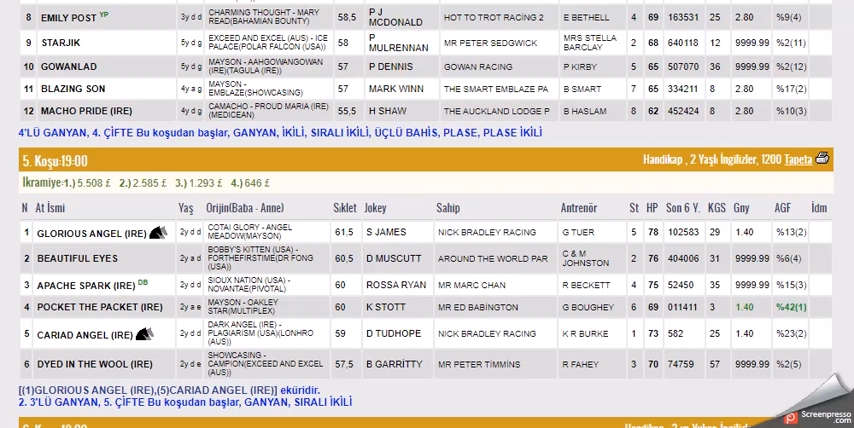 8 EMILY POST YP 3y d d CHARMING THOUGHT - MARY READ(BAHAMIAN BOUNTY) 58,5 P J MCDONALD HOT TO TROT RACİNG 2 E BETHELL 4 69 163531 25 2.80 %9(4)
9 STARJIK 5y d g EXCEED AND EXCEL (AUS) - ICE PALACE(POLAR FALCON (USA)) 58 P MULRENNAN MR PETER SEDGWICK MRS STELLA BARCLAY 2 68 640118 12 9999.99 %2(11)
10 GOWANLAD 5y d g MAYSON - AAHGOWANGOWAN (IRE)(TAGULA (IRE)) 57 P DENNIS GOWAN RACING P KIRBY 5 65 507070 36 9999.99 %2(12)
11 BLAZING SON 4y a g MAYSON - EMBLAZE(SHOWCASING) 57 MARK WINN THE SMART EMBLAZE PA B SMART 7 65 334211 8 2.80 %17(2)
12 MACHO PRIDE (IRE) 4y d g CAMACHO - PROUD MARIA (IRE) (MEDICEAN) 55,5 H SHAW THE AUCKLAND LODGE P B HASLAM 8 62 452424 8 2.80 %10(3)
4'LÜ GANYAN, 4. ÇİFTE Bu koşudan başlar, GANYAN, İKİLİ, SIRALI İKİLİ, ÜÇLÜ BAHİS, PLASE, PLASE İKİLİ
5. Koşu:19:00 Handikap , 2 Yaşlı İngilizler, 1200 Tapeta
İkramiye:1.) 5.508 £ 2.) 2.585 £ 3.) 1.293 £ 4.) 646 £
N At İsmi Yaş Orijin(Baba - Anne) Sıklet Jokey Sahip Antrenör St HP Son 6 Y. KGS Gny AGF İdm
1 GLORIOUS ANGEL (IRE) 2y d d COTAI GLORY - ANGEL MEADOW(MAYSON) 61,5 S JAMES NICK BRADLEY RACING G TUER 5 78 102583 29 1.40 %13(2)
2 BEAUTIFUL EYES 2y a d BOBBY'S KITTEN (USA) - FORTHEFIRSTIME(DR FONG (USA)) 60,5 D MUSCUTT AROUND THE WORLD PAR C & M JOHNSTON 2 76 404006 31 9999.99 %6(4)
3 APACHE SPARK (IRE) DB 2y d d SIOUX NATION (USA) - NOVANTAE(PIVOTAL) 60 ROSSA RYAN MR MARC CHAN R BECKETT 4 75 52450 35 9999.99 %15(3)
4 POCKET THE PACKET (IRE) 2y a e MAYSON - OAKLEY STAR(MULTIPLEX) 60 K STOTT MR ED BABİNGTON G BOUGHEY 6 69 011411 3 1.40 %42(1)
5 CARIAD ANGEL (IRE) 2y d d DARK ANGEL (IRE) - PLAGIARISM (USA)(LONHRO (AUS)) 59 D TUDHOPE NICK BRADLEY RACING K R BURKE 1 73 582 25 1.40 %23(2)
6 DYED IN THE WOOL (IRE) 2y d e SHOWCASING - CAMPION(EXCEED AND EXCEL (AUS)) 57,5 B GARRİTTY MR PETER TİMMİNS R FAHEY 3 70 74759 57 9999.99 %2(5)
[(1)GLORIOUS ANGEL (IRE),(5)CARIAD ANGEL (IRE)] eküridir.
2. 3'LÜ GANYAN, 5. ÇİFTE Bu koşudan başlar, GANYAN, SIRALI İKİLİ
Screenpresso
.com